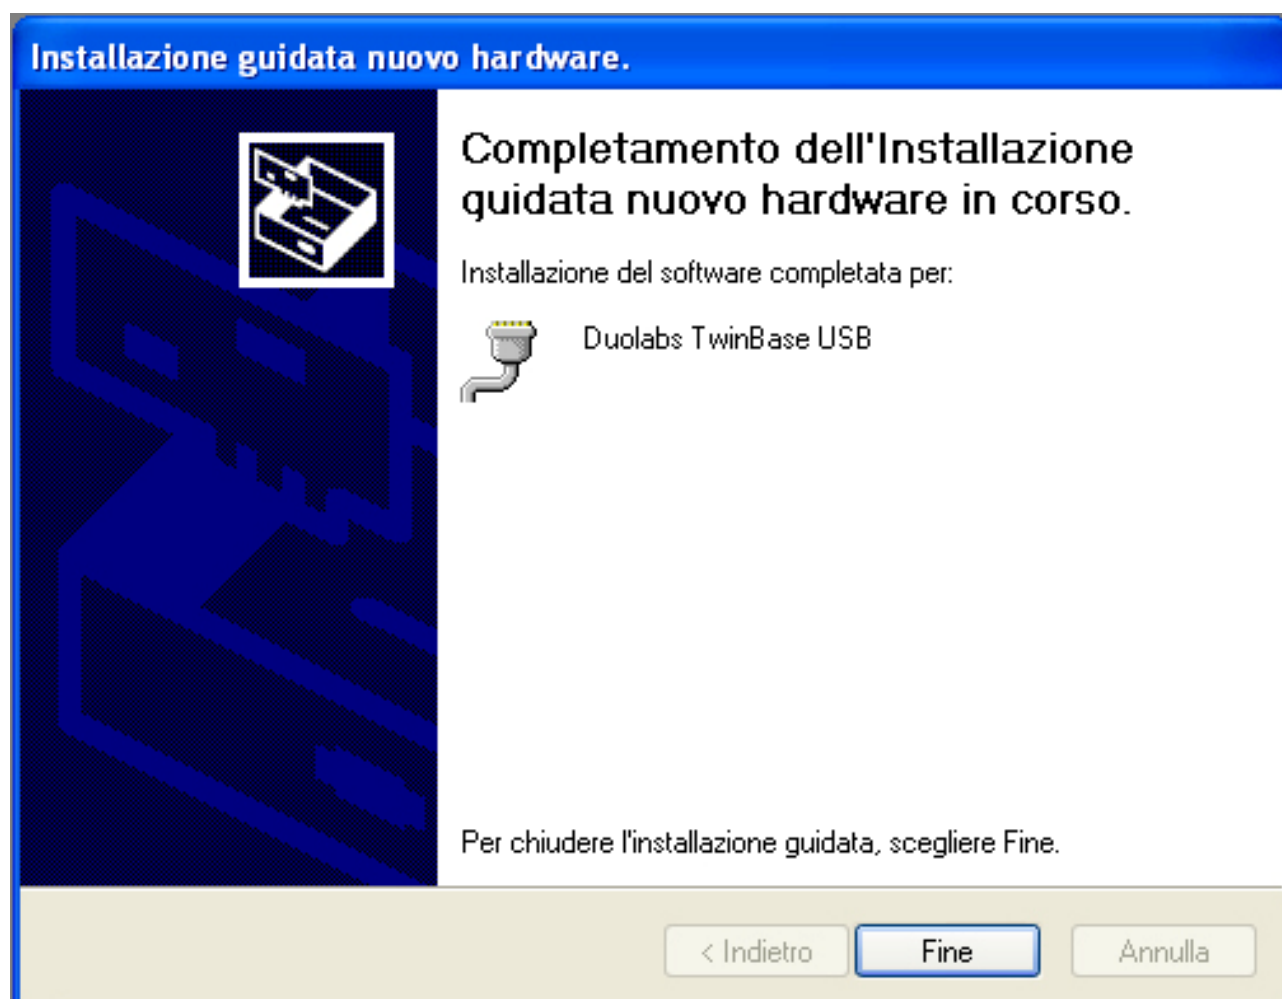 Installazione guidata nuovo hardware.
Completamento dell'Installazione
guidata nuovo hardware in corso.
Installazione del software completata per:
Duolabs TwinBase USB
Per chiudere l'installazione guidata, scegliere Fine.
< Indietro
Fine
Annulla